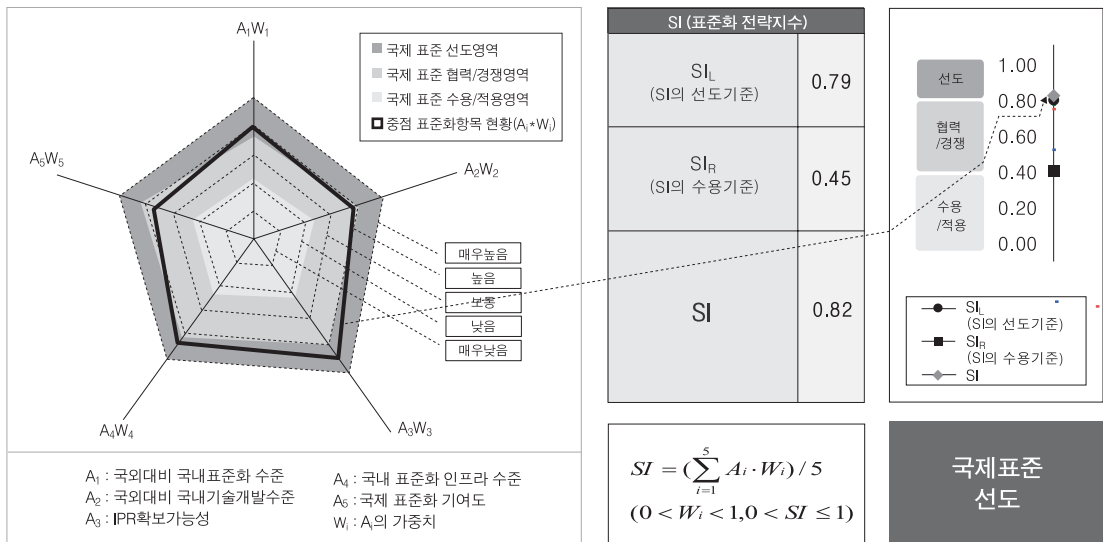 A₁W₁
국제 표준 선도영역
국제 표준 협력/경쟁영역
국제 표준 수용/적용영역
중점 표준화항목 현황(Aᵢ*Wᵢ)
A₅W₅
A₂W₂
매우높음
높음
보통
낮음
매우낮음
A₄W₄
A₃W₃
A₁ : 국외대비 국내표준화 수준
A₂ : 국외대비 국내기술개발수준
A₃ : IPR확보가능성
A₄ : 국내 표준화 인프라 수준
A₅ : 국제 표준화 기여도
Wᵢ : Aᵢ의 가중치
SI (표준화 전략지수)
SI_L
(SI의 선도기준)
0.79
SI_R
(SI의 수용기준)
0.45
SI
0.82
SI = (∑_{i=1}^{5} Aᵢ · Wᵢ) / 5
(0 < Wᵢ < 1,0 < SI ≤ 1)
선도
협력
/경쟁
수용
/적용
1.00
0.80
0.60
0.40
0.20
0.00
SI_L
(SI의 선도기준)
SI_R
(SI의 수용기준)
SI
국제표준
선도